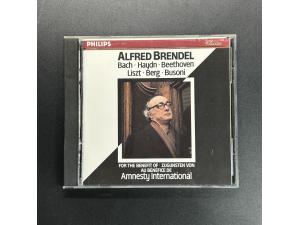 PHILIPS
ALFRED BRENDEL
Bach · Haydn · Beethoven
Liszt · Berg · Busoni
FOR THE BENEFIT OF ZUGUNSTEN VON
AU BÉNÉFICE DE
Amnesty International